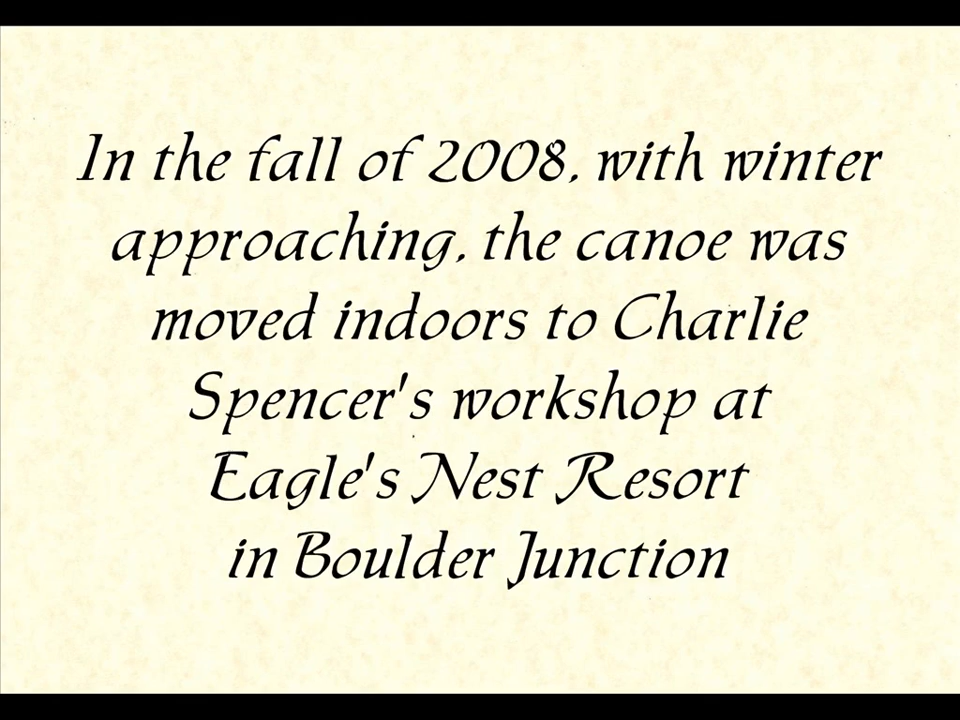 In the fall of 2008, with winter
approaching, the canoe was
moved indoors to Charlie
Spencer's workshop at
Eagle's Nest Resort
in Boulder Junction